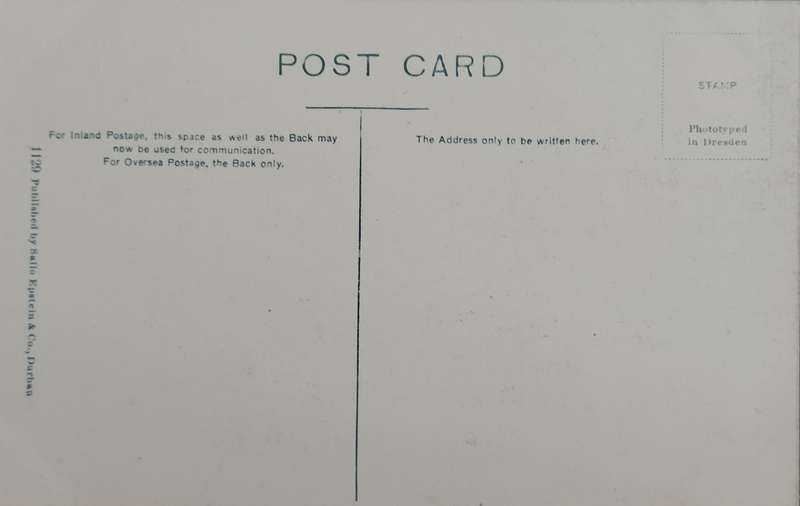 POST CARD
STAMP
Phototyped
in Dresden
For Inland Postage, this space as well as the Back may
now be used for communication.
For Oversea Postage, the Back only.
The Address only to be written here.
1129 Published by Sallo Epstein & Co., Durban